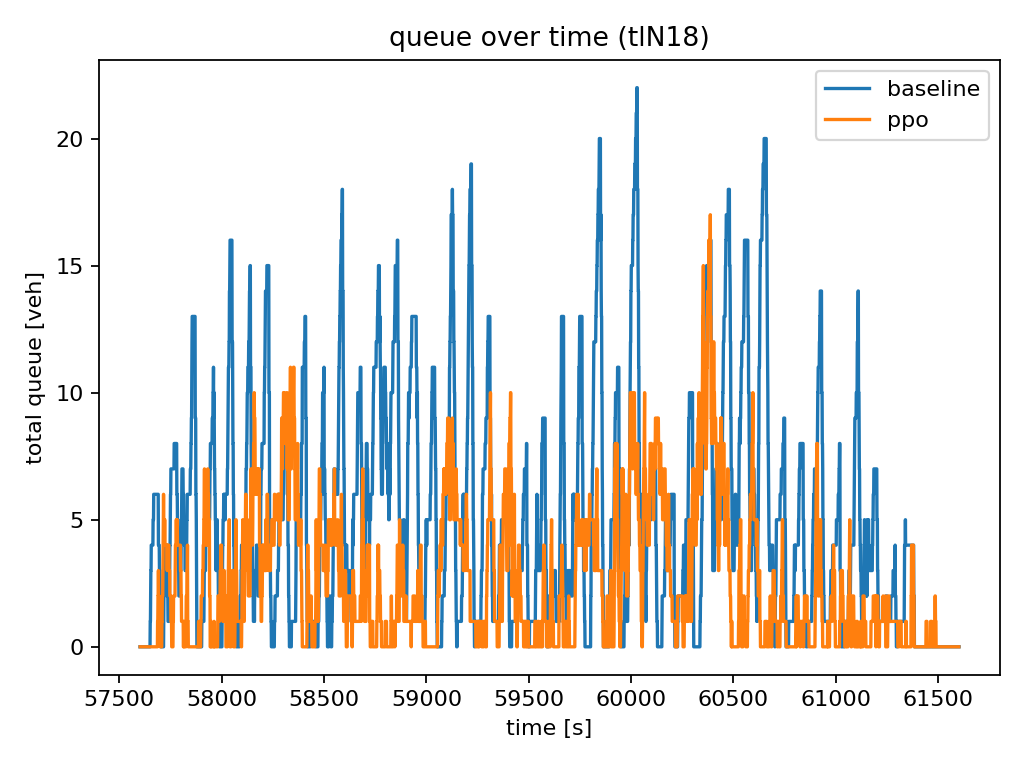 queue over time (tlN18)
baseline
ppo
total queue [veh]
20
15
10
5
0
57500 58000 58500 59000 59500 60000 60500 61000 61500
time [s]